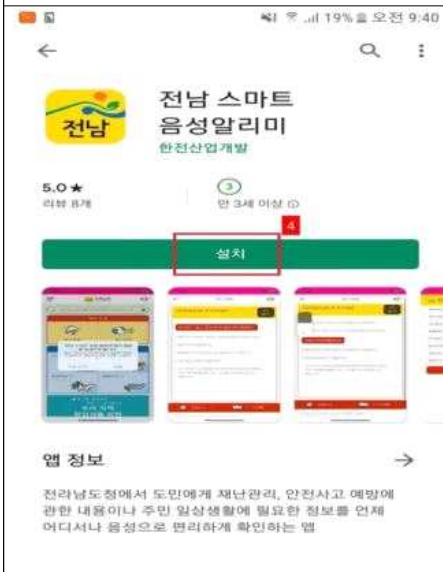 19% 오전 9:40
전남
전남 스마트
음성알리미
한전산업개발
5.0★
③
리뷰 8개
만 3세 이상 ⓘ
4
설치
앱 정보
전라남도청에서 도민에게 재난관리, 안전사고 예방에
관한 내용이나 주민 일상생활에 필요한 정보를 언제
어디서나 음성으로 편리하게 확인하는 앱